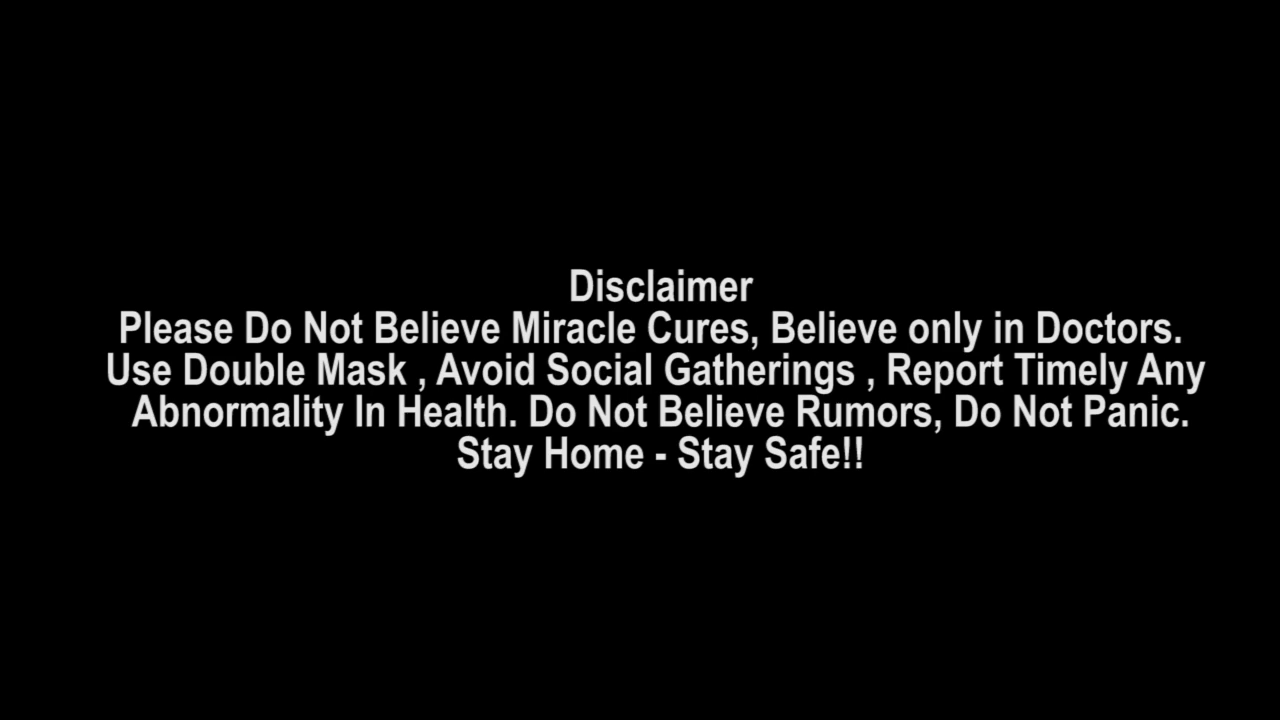 Disclaimer
Please Do Not Believe Miracle Cures, Believe only in Doctors.
Use Double Mask , Avoid Social Gatherings , Report Timely Any
Abnormality In Health. Do Not Believe Rumors, Do Not Panic.
Stay Home - Stay Safe!!